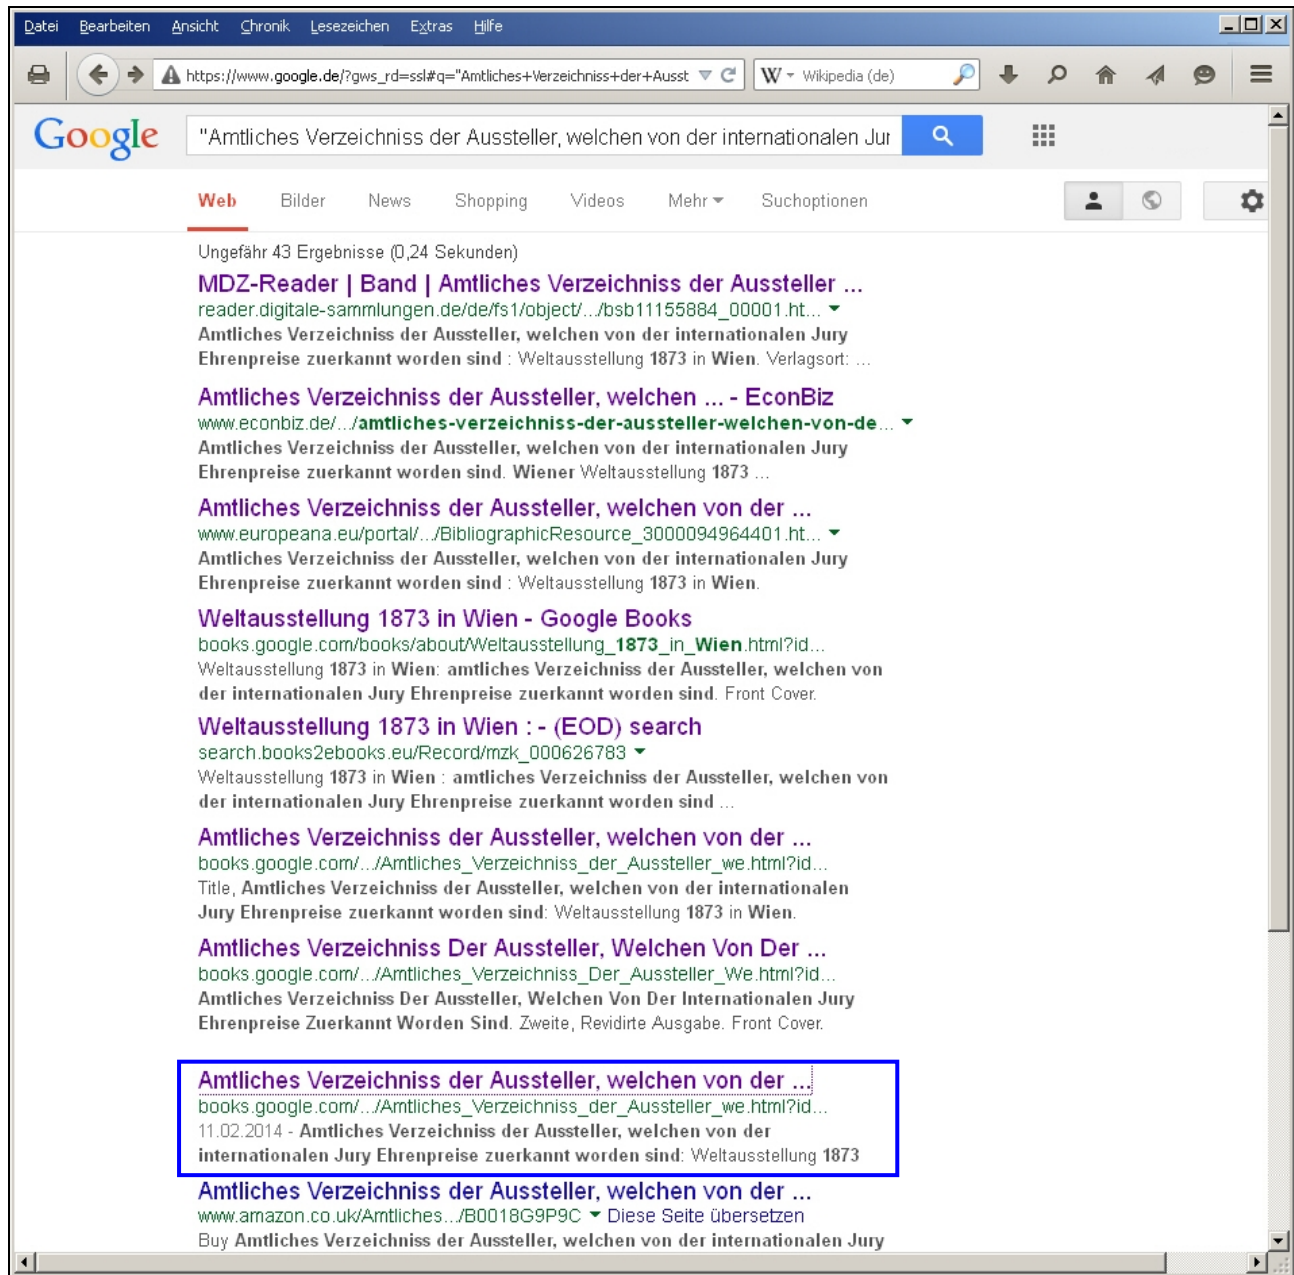 Datei Bearbeiten Ansicht Chronik Lesezeichen Extras Hilfe
https://www.google.de/?gws_rd=ssl#q="Amtliches+Verzeichniss+der+Ausst W Wikipedia (de)
Google "Amtliches Verzeichniss der Aussteller, welchen von der internationalen Jur
Web Bilder News Shopping Videos Mehr Suchoptionen
Ungefähr 43 Ergebnisse (0,24 Sekunden)
MDZ-Reader | Band | Amtliches Verzeichniss der Aussteller ...
reader.digitale-sammlungen.de/de/fs1/object/.../bsb11155884_00001.ht...
Amtliches Verzeichniss der Aussteller, welchen von der internationalen Jury
Ehrenpreise zuerkannt worden sind : Weltausstellung 1873 in Wien. Verlagsort: ...
Amtliches Verzeichniss der Aussteller, welchen ... - EconBiz
www.econbiz.de/.../amtliches-verzeichniss-der-aussteller-welchen-von-de...
Amtliches Verzeichniss der Aussteller, welchen von der internationalen Jury
Ehrenpreise zuerkannt worden sind. Wiener Weltausstellung 1873 ...
Amtliches Verzeichniss der Aussteller, welchen von der ...
www.europeana.eu/portal/.../BibliographicResource_3000094964401.ht...
Amtliches Verzeichniss der Aussteller, welchen von der internationalen Jury
Ehrenpreise zuerkannt worden sind : Weltausstellung 1873 in Wien.
Weltausstellung 1873 in Wien - Google Books
books.google.com/books/about/Weltausstellung_1873_in_Wien.html?id...
Weltausstellung 1873 in Wien: amtliches Verzeichniss der Aussteller, welchen von
der internationalen Jury Ehrenpreise zuerkannt worden sind. Front Cover.
Weltausstellung 1873 in Wien : - (EOD) search
search.books2ebooks.eu/Record/mzk_000626783
Weltausstellung 1873 in Wien : amtliches Verzeichniss der Aussteller, welchen von
der internationalen Jury Ehrenpreise zuerkannt worden sind ...
Amtliches Verzeichniss der Aussteller, welchen von der ...
books.google.com/.../Amtliches_Verzeichniss_der_Aussteller_we.html?id...
Title, Amtliches Verzeichniss der Aussteller, welchen von der internationalen
Jury Ehrenpreise zuerkannt worden sind: Weltausstellung 1873 in Wien.
Amtliches Verzeichniss Der Aussteller, Welchen Von Der ...
books.google.com/.../Amtliches_Verzeichniss_Der_Aussteller_We.html?id...
Amtliches Verzeichniss Der Aussteller, Welchen Von Der Internationalen Jury
Ehrenpreise Zuerkannt Worden Sind. Zweite, Revidirte Ausgabe. Front Cover.
Amtliches Verzeichniss der Aussteller, welchen von der ...
books.google.com/.../Amtliches_Verzeichniss_der_Aussteller_we.html?id...
11.02.2014 - Amtliches Verzeichniss der Aussteller, welchen von der
internationalen Jury Ehrenpreise zuerkannt worden sind: Weltausstellung 1873
Amtliches Verzeichniss der Aussteller, welchen von der ...
www.amazon.co.uk/Amtliches.../B0018G9P9C Diese Seite übersetzen
Buy Amtliches Verzeichniss der Aussteller, welchen von der internationalen Jury